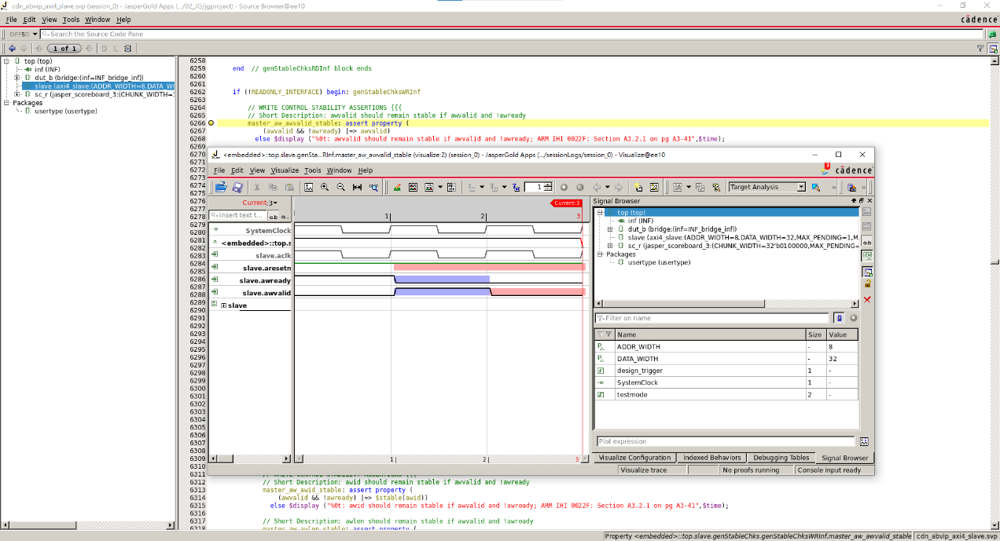 cdn_abvip_axi4_slave.svp (session_0) - JasperGold Apps (.../02_JG/jgproject) - Source Browser@ee10
File Edit View Tools Window Help
cādence
DFFSD
Search the Source Code Pane
1 of 1
D L
top (top)
inf (INF)
dut_b (bridge:(inf=INF_bridge_inf))
slave (axi4_slave:(ADDR_WIDTH=8,DATA_WI
sc_r (jasper_scoreboard_3:(CHUNK_WIDTH=3
Packages
usertype (usertype)
6258
6259 end // genStableChksRDInf block ends
6260
6261
6262 if (!READONLY_INTERFACE) begin: genStableChksWRInf
6263
6264 // WRITE CONTROL STABILITY ASSERTIONS {{{
6265 // Short Description: awvalid should remain stable if awvalid and !awready
6266 master_aw_awvalid_stable: assert property (
6267 (awvalid && !awready) |=> awvalid)
6268 else $display ("%0t: awvalid should remain stable if awvalid and !awready; ARM IHI 0022F: Section A3.2.1 on pg A3-41",$time);
6269
6270
6271
6272
6273
6274
6275
6276
6277
6278
6279
6280
6281
6282
6283
6284
6285
6286
6287
6288
6289
6290
6291
6292
6293
6294
6295
6296
6297
6298
6299
6300
6301
6302
6303
6304
6305
6306
6307
6308
6309
6310
6311 // WRITE CONTROL STABILITY ASSERTIONS {{{
6312 // Short Description: awid should remain stable if awvalid and !awready
6313 master_aw_awid_stable: assert property (
6314 (awvalid && !awready) |=> $stable(awid))
6315 else $display ("%0t: awid should remain stable if awvalid and !awready; ARM IHI 0022F: Section A3.2.1 on pg A3-41",$time);
6316
6317 // Short Description: awlen should remain stable if awvalid and !awready
6318 master_aw_awlen_stable: assert property (
<embedded>::top.slave.genSta...RInf.master_aw_awvalid_stable (visualize:2) (session_0) - JasperGold Apps (.../sessionLogs/session_0) - Visualize@ee10
File Edit View Visualize Tools Window Help
3
cādence
1
Target Analysis
Current:3
Insert text t...
a.b
Current:3
1 2 3
SystemClock
<embedded>::top.s
slave.aclk
slave.aresetn
slave.awready
slave.awvalid
slave
1 2 3
Signal Browser
top (top)
inf (INF)
dut_b (bridge:(inf=INF_bridge_inf))
slave (axi4_slave:(ADDR_WIDTH=8,DATA_WIDTH=32,MAX_PENDING=1,M
sc_r (jasper_scoreboard_3:(CHUNK_WIDTH=32'b0100000,MAX_PENDING=
Packages
usertype (usertype)
a.b
Filter on name
Name Size Value
ADDR_WIDTH - 8
DATA_WIDTH - 32
design_trigger 1 -
SystemClock 1 -
testmode 2 -
Plot expression
Visualize Configuration Indexed Behaviors Debugging Tables Signal Browser
Visualize trace No proofs running Console input ready
Property <embedded>::top.slave.genStableChks.genStableChksWRInf.master_aw_awvalid_stable cdn_abvip_axi4_slave.svp